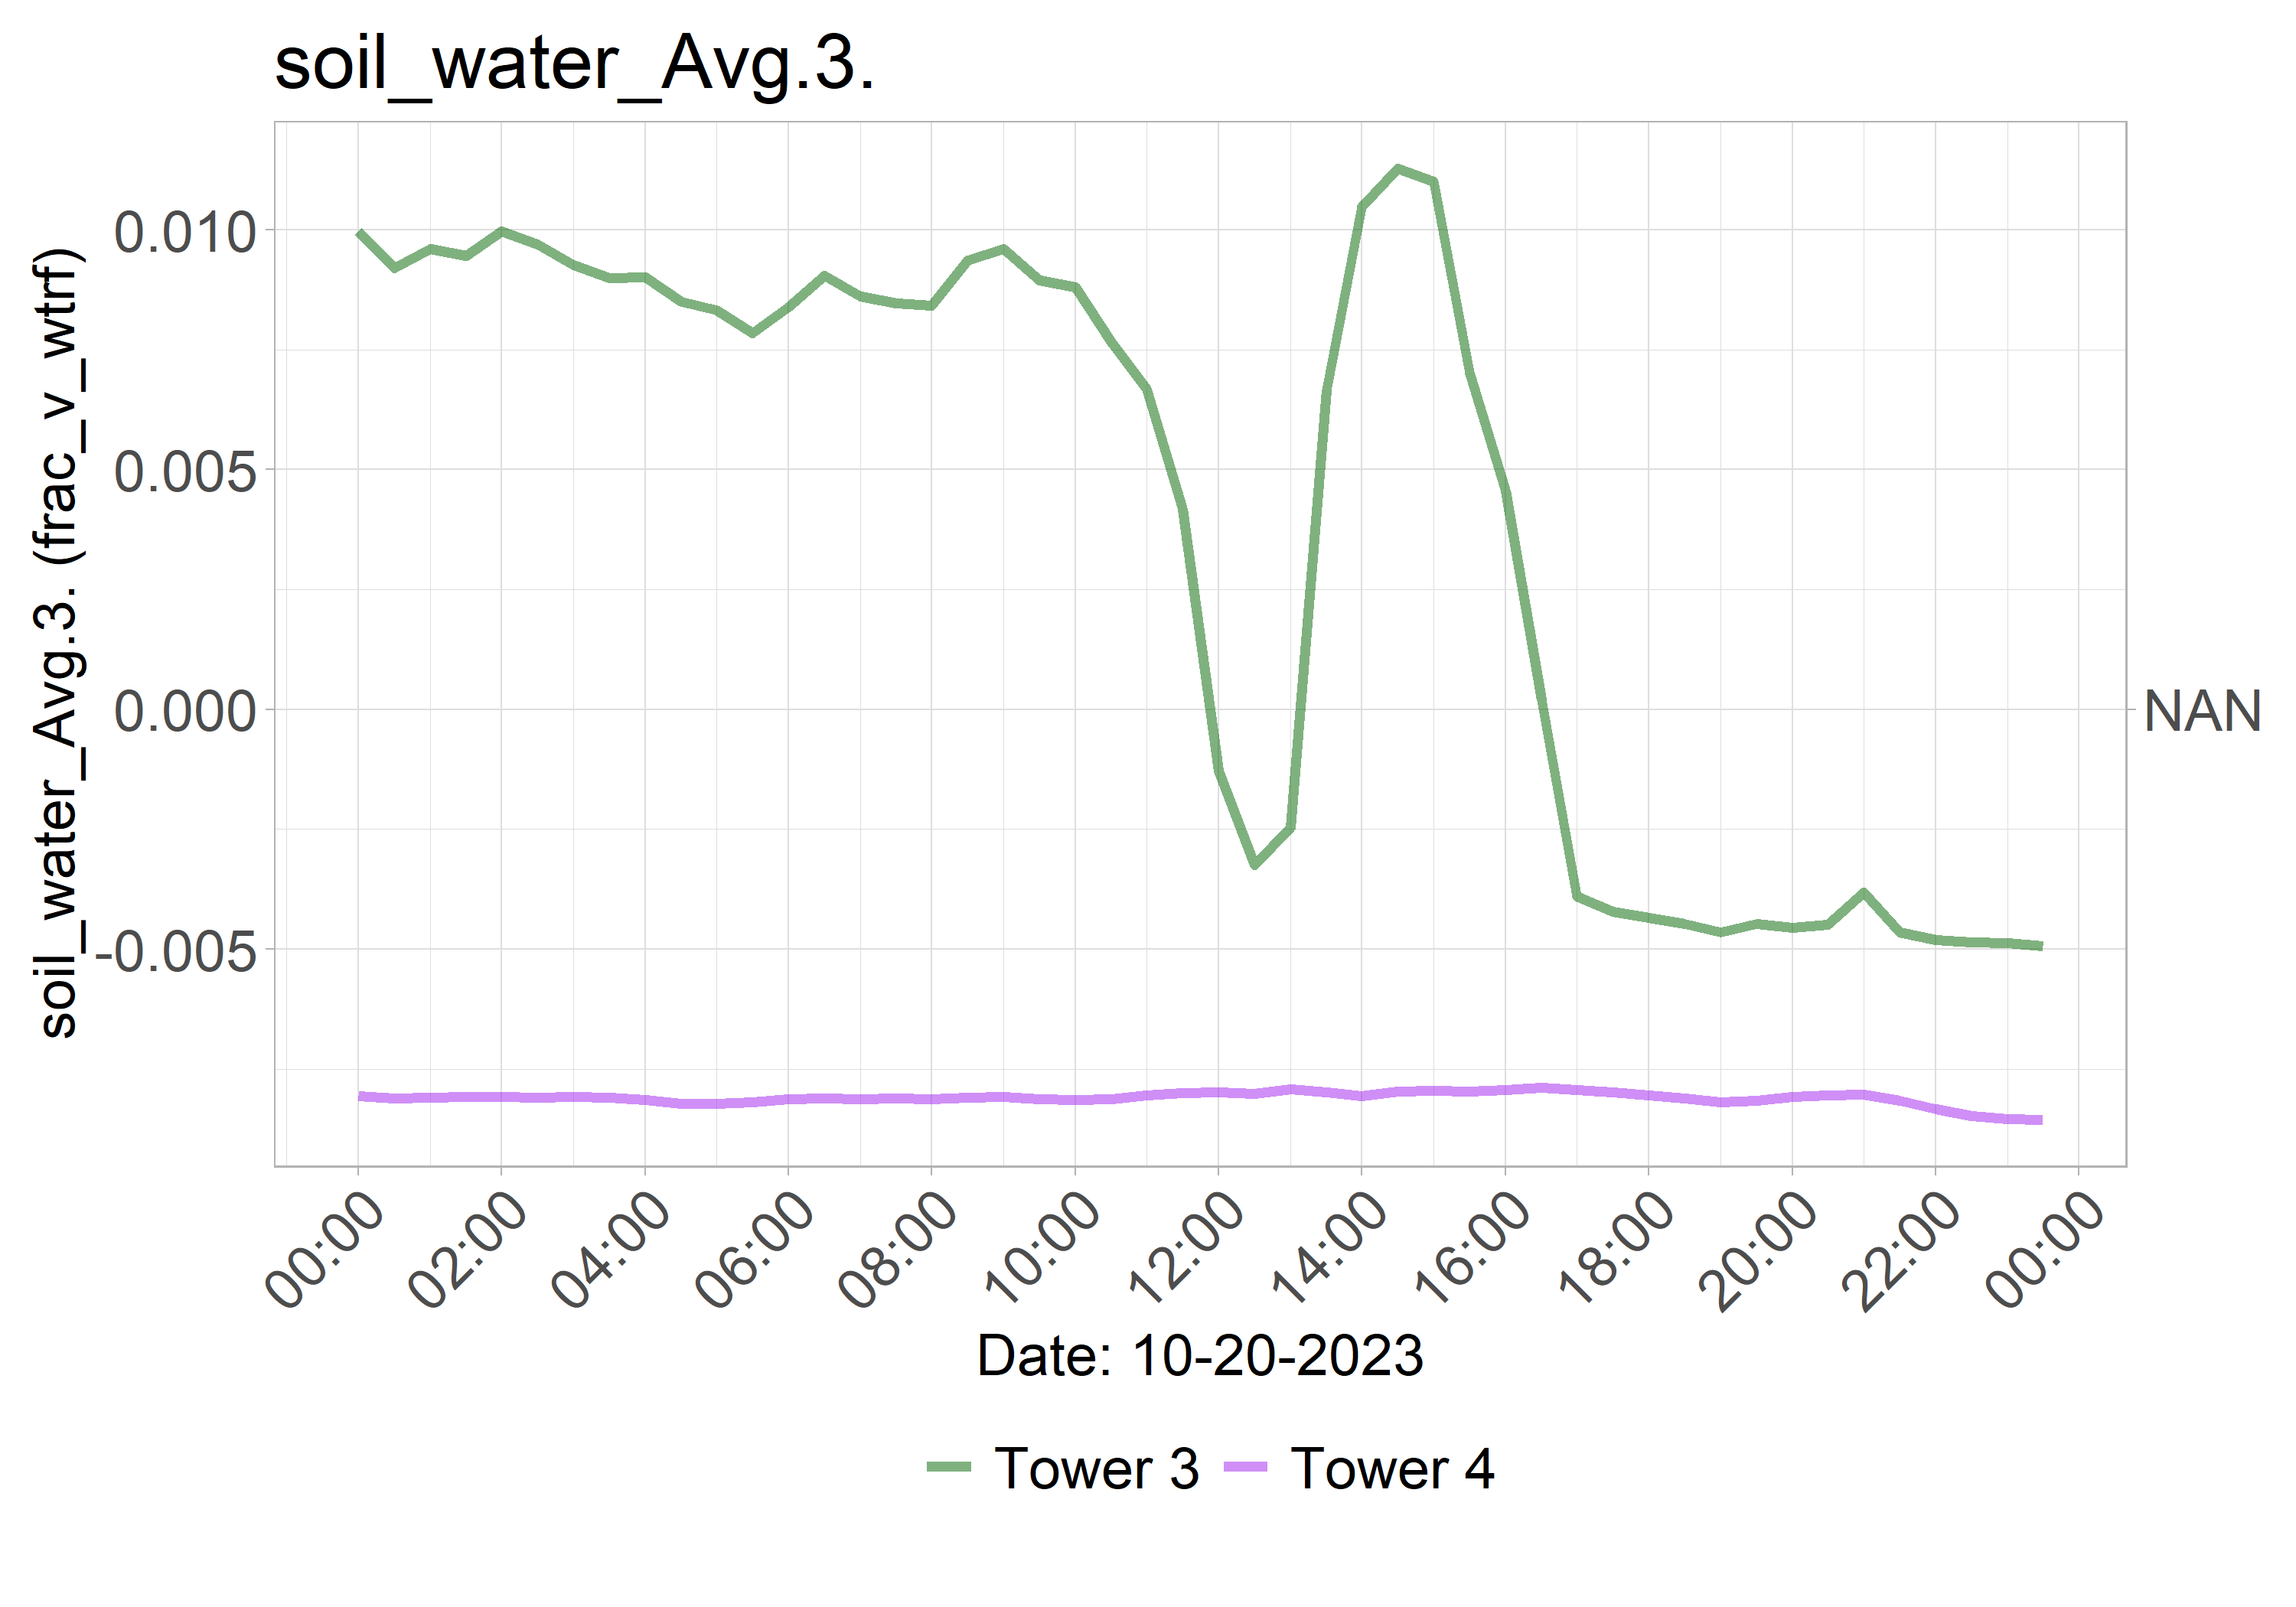 soil_water_Avg.3.
soil_water_Avg.3. (frac_v_wtrf)
0.010
0.005
0.000
-0.005
NAN
00:00
02:00
04:00
06:00
08:00
10:00
12:00
14:00
16:00
18:00
20:00
22:00
00:00
Date: 10-20-2023
Tower 3
Tower 4